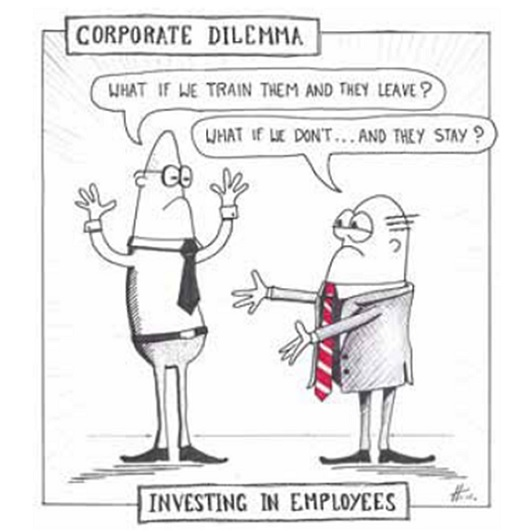 CORPORATE DILEMMA
WHAT IF WE TRAIN THEM AND THEY LEAVE?
WHAT IF WE DON'T... AND THEY STAY?
INVESTING IN EMPLOYEES